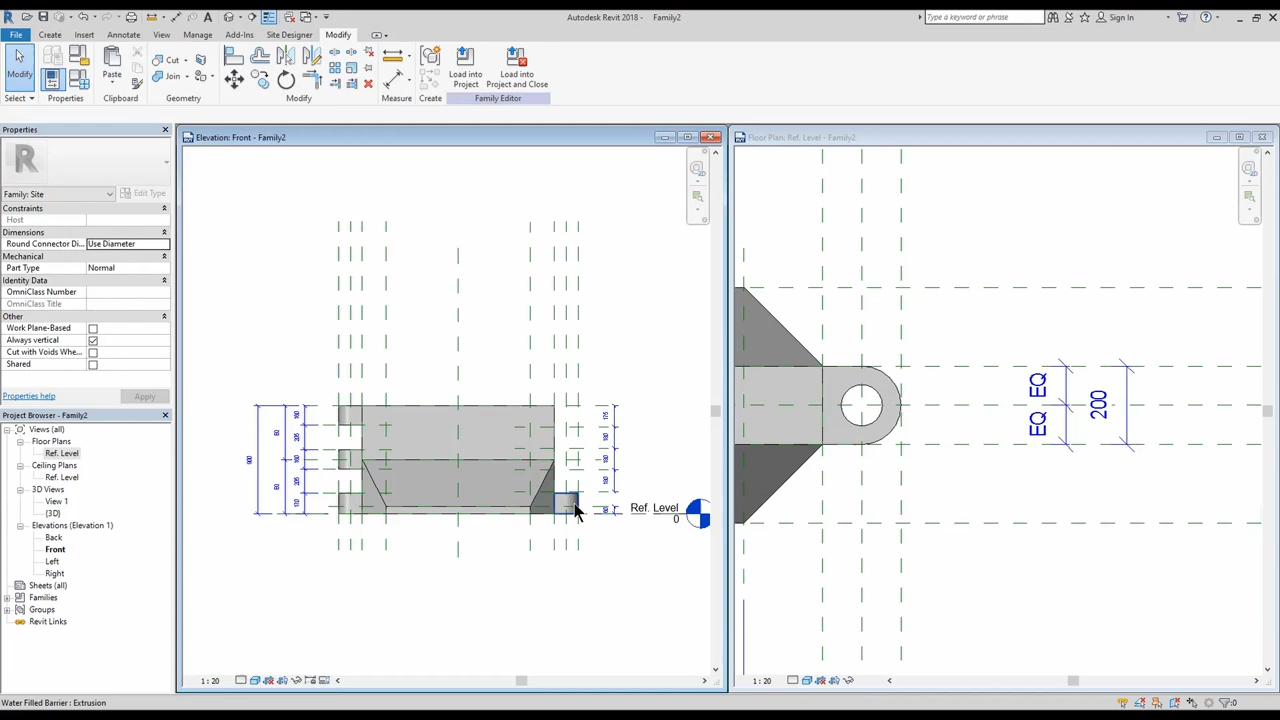 Autodesk Revit 2018 - Family2
Type a keyword or phrase
Sign In
File Create Insert Annotate View Manage Add-Ins Site Designer Modify
Modify
Paste
Cut
Join
Load into
Project
Load into
Project and Close
Select Properties Clipboard Geometry Modify Measure Create Family Editor
Properties
Family: Site
Edit Type
Constraints
Host
Dimensions
Round Connector Di... Use Diameter
Mechanical
Part Type Normal
Identity Data
OmniClass Number
OmniClass Title
Other
Work Plane-Based
Always vertical
Cut with Voids Whe...
Shared
Properties help
Apply
Project Browser - Family2
Views (all)
Floor Plans
Ref. Level
Ceiling Plans
Ref. Level
3D Views
View 1
{3D}
Elevations (Elevation 1)
Back
Front
Left
Right
Sheets (all)
Families
Groups
Revit Links
Elevation: Front - Family2
Ref. Level
0
1 : 20
Floor Plan: Ref. Level - Family2
EQ
EQ
200
1 : 20
Water Filled Barrier : Extrusion
:0